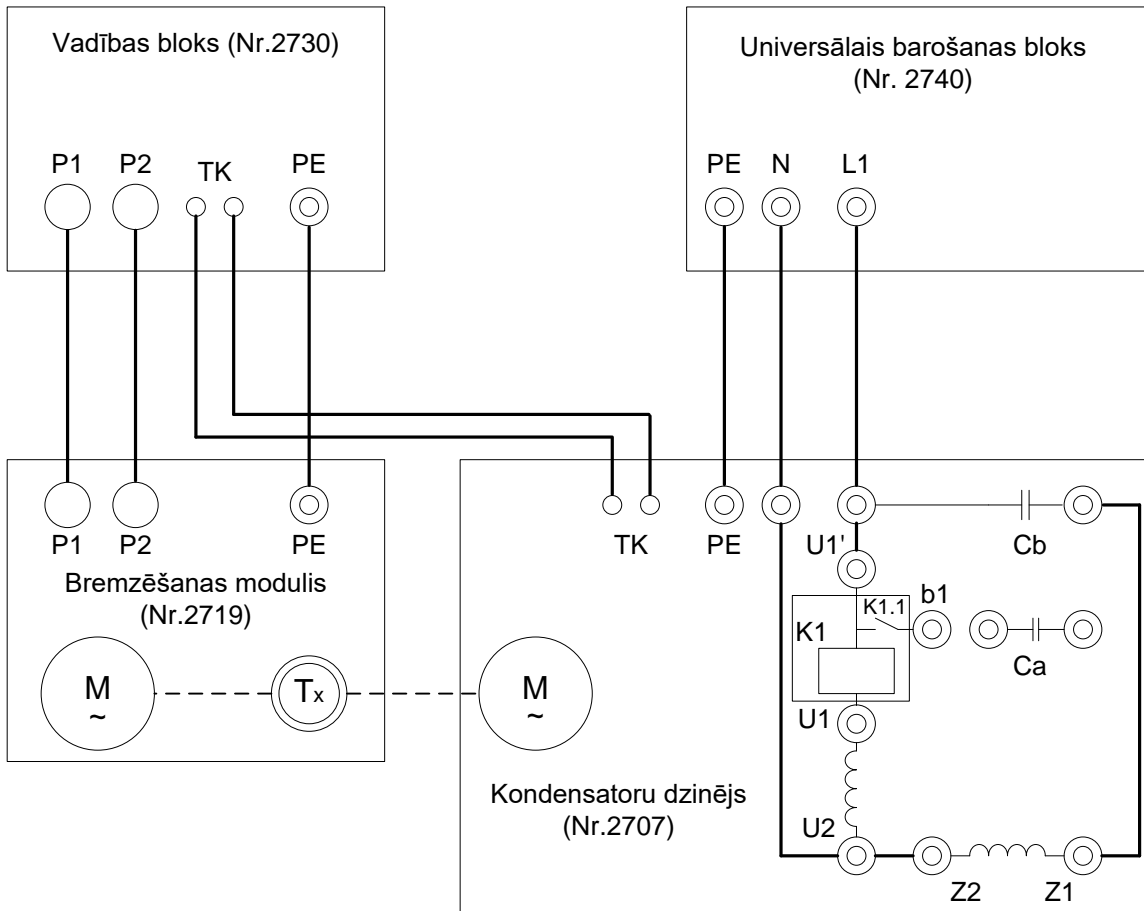 Vadības bloks (Nr.2730)
P1 P2 TK PE
Universālais barošanas bloks
(Nr. 2740)
PE N L1
P1 P2 PE
Bremzēšanas modulis
(Nr.2719)
M
~
Tx
M
~
TK PE U1' Cb
K1 K1.1 b1
Ca
U1
Kondensatoru dzinējs
(Nr.2707)
U2
Z2 Z1